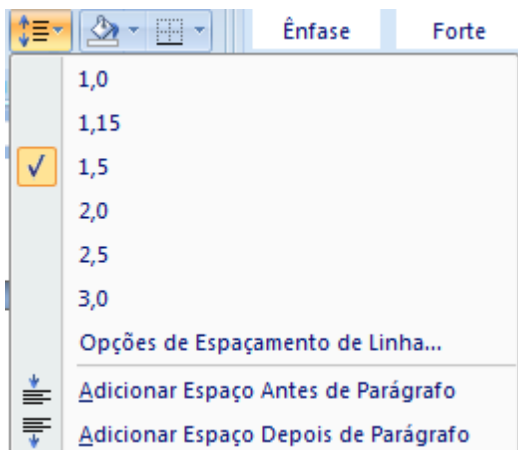 Ênfase Forte
1,0
1,15
1,5
2,0
2,5
3,0
Opções de Espaçamento de Linha...
Adicionar Espaço Antes de Parágrafo
Adicionar Espaço Depois de Parágrafo